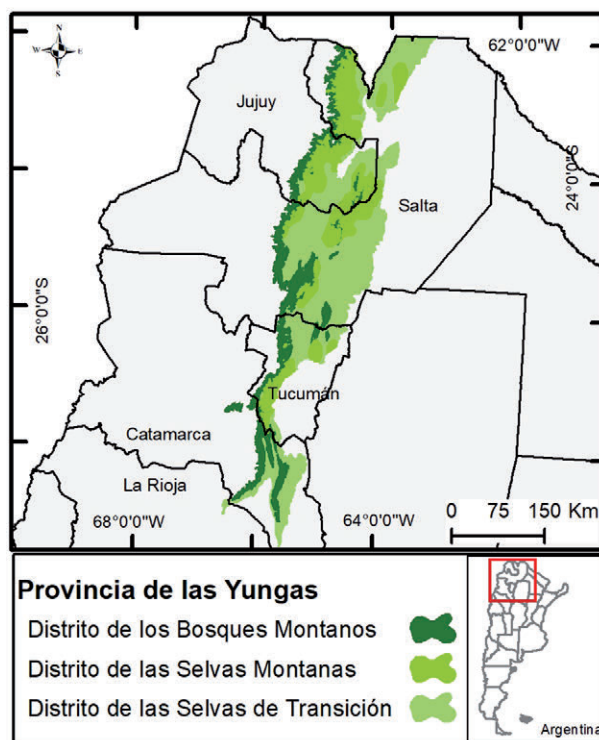 N
W E
S
62°0'0"W
Jujuy
24°0'0"S
Salta
26°0'0"S
Tucumán
Catamarca
La Rioja
68°0'0"W
64°0'0"W
0 75 150 Km
Provincia de las Yungas
Distrito de los Bosques Montanos
Distrito de las Selvas Montanas
Distrito de las Selvas de Transición
Argentina